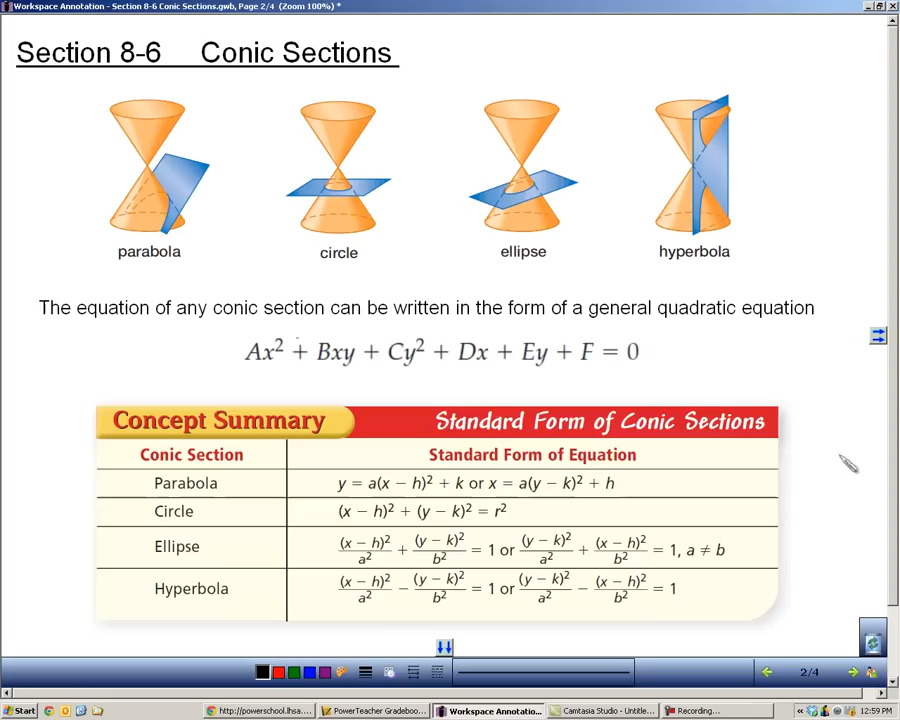 Workspace Annotation - Section 8-6 Conic Sections.gwb, Page 2/4 (Zoom 100%) *
Section 8-6 Conic Sections
parabola circle ellipse hyperbola
The equation of any conic section can be written in the form of a general quadratic equation
Ax² + Bxy + Cy² + Dx + Ey + F = 0
Concept Summary Standard Form of Conic Sections
Conic Section Standard Form of Equation
Parabola y = a(x − h)² + k or x = a(y − k)² + h
Circle (x − h)² + (y − k)² = r²
Ellipse (x − h)²/a² + (y − k)²/b² = 1 or (y − k)²/a² + (x − h)²/b² = 1, a ≠ b
Hyperbola (x − h)²/a² − (y − k)²/b² = 1 or (y − k)²/a² − (x − h)²/b² = 1
2/4
Start http://powerschool.lhsa.... PowerTeacher Gradeboo... Workspace Annotatio... Camtasia Studio - Untitle... Recording... 12:59 PM